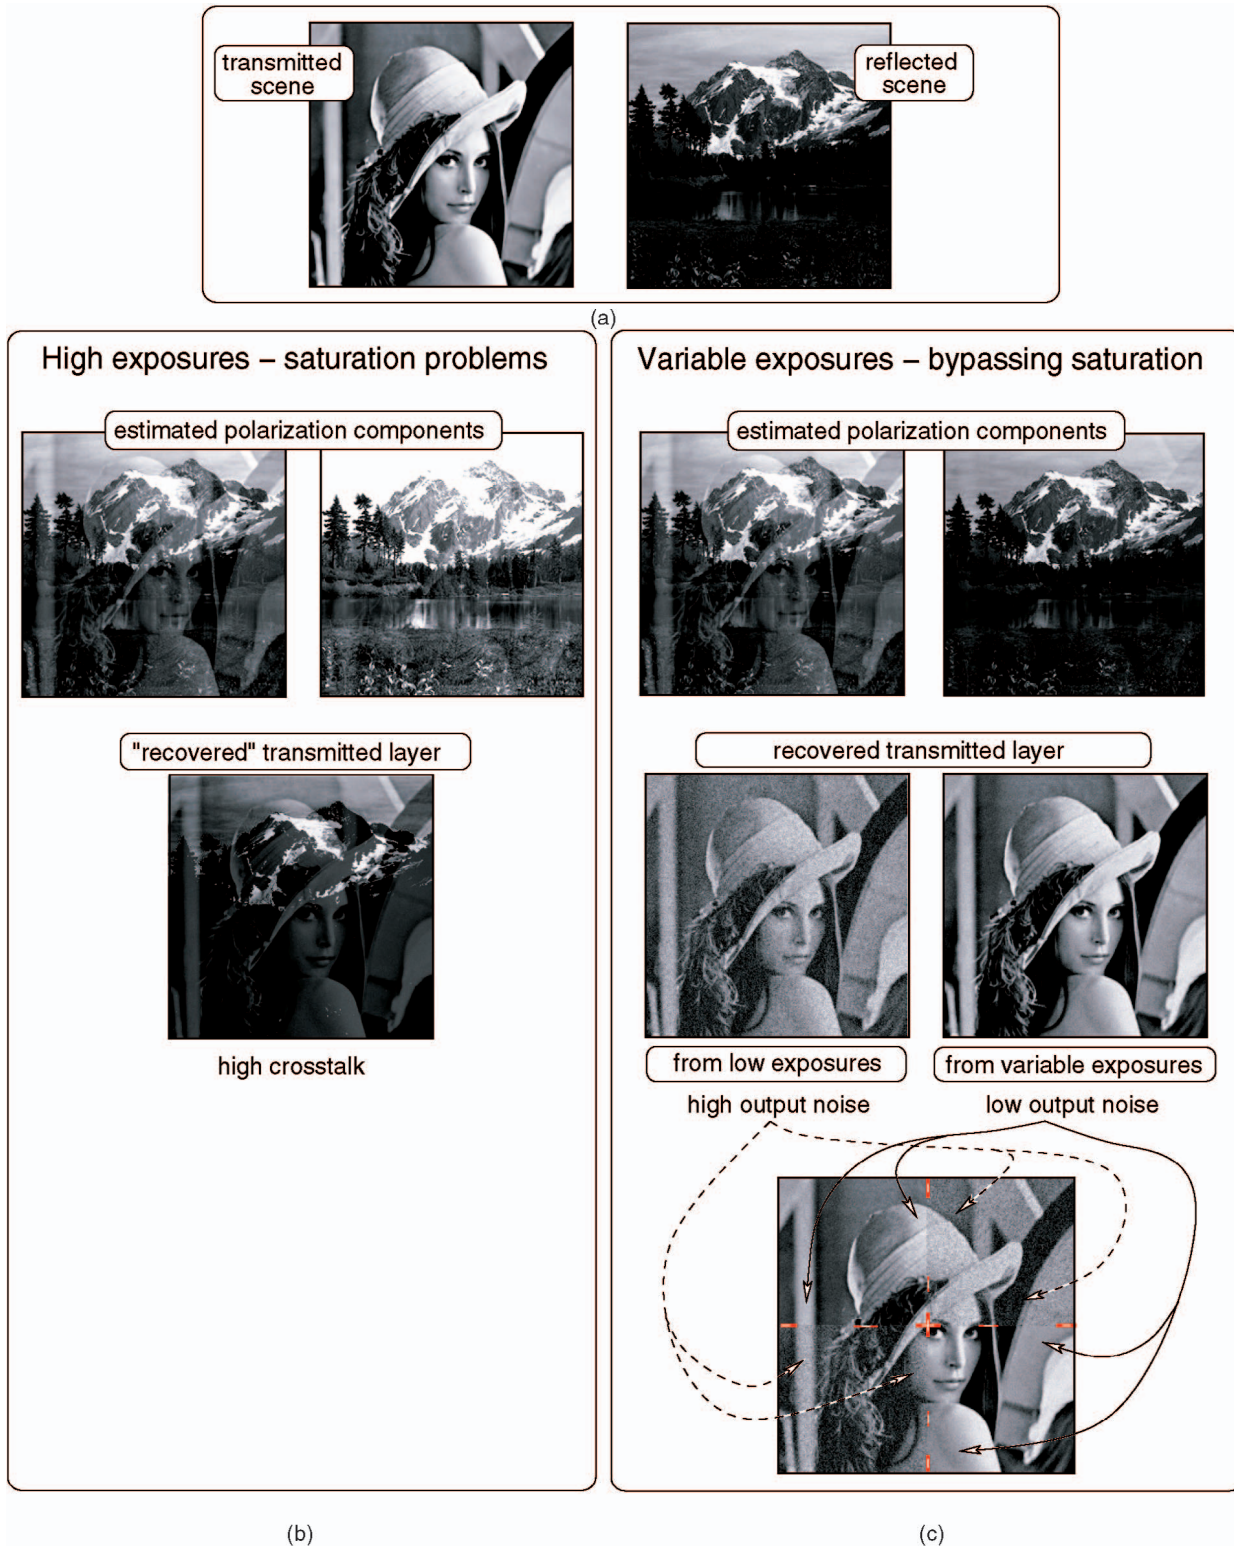 transmitted
scene
reflected
scene
(a)
High exposures – saturation problems
estimated polarization components
"recovered" transmitted layer
high crosstalk
(b)
Variable exposures – bypassing saturation
estimated polarization components
recovered transmitted layer
from low exposures
from variable exposures
high output noise
low output noise
(c)